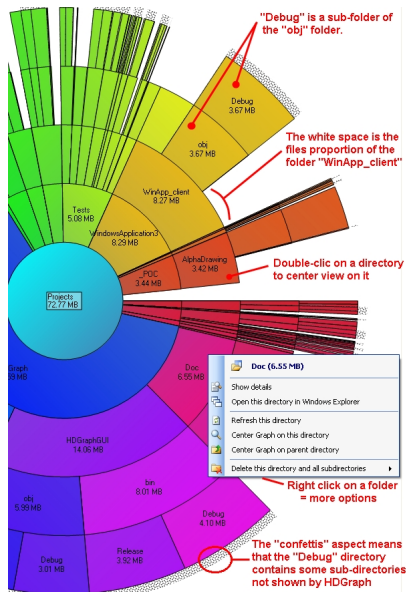 "Debug" is a sub-folder
of the "obj" folder.
Debug
3.67 MB
obj
3.67 MB
The white space is the
files proportion of the
folder "WinApp_client"
WinApp_client
8.27 MB
Tests
5.08 MB
WindowsApplication3
8.29 MB
AlphaDrawing
3.42 MB
_POC
3.44 MB
Double-clic on a directory
to center view on it
Projects
72.77 MB
Doc
6.55 MB
Doc (6.55 MB)
Show details
Open this directory in Windows Explorer
Refresh this directory
Center Graph on this directory
Center Graph on parent directory
Delete this directory and all subdirectories
Graph
59 MB
HDGraphGUI
14.06 MB
bin
8.01 MB
Right click on a folder
= more options
obj
5.99 MB
Debug
4.10 MB
Release
3.92 MB
Debug
3.01 MB
The "confettis" aspect means
that the "Debug" directory
contains some sub-directories
not shown by HDGraph